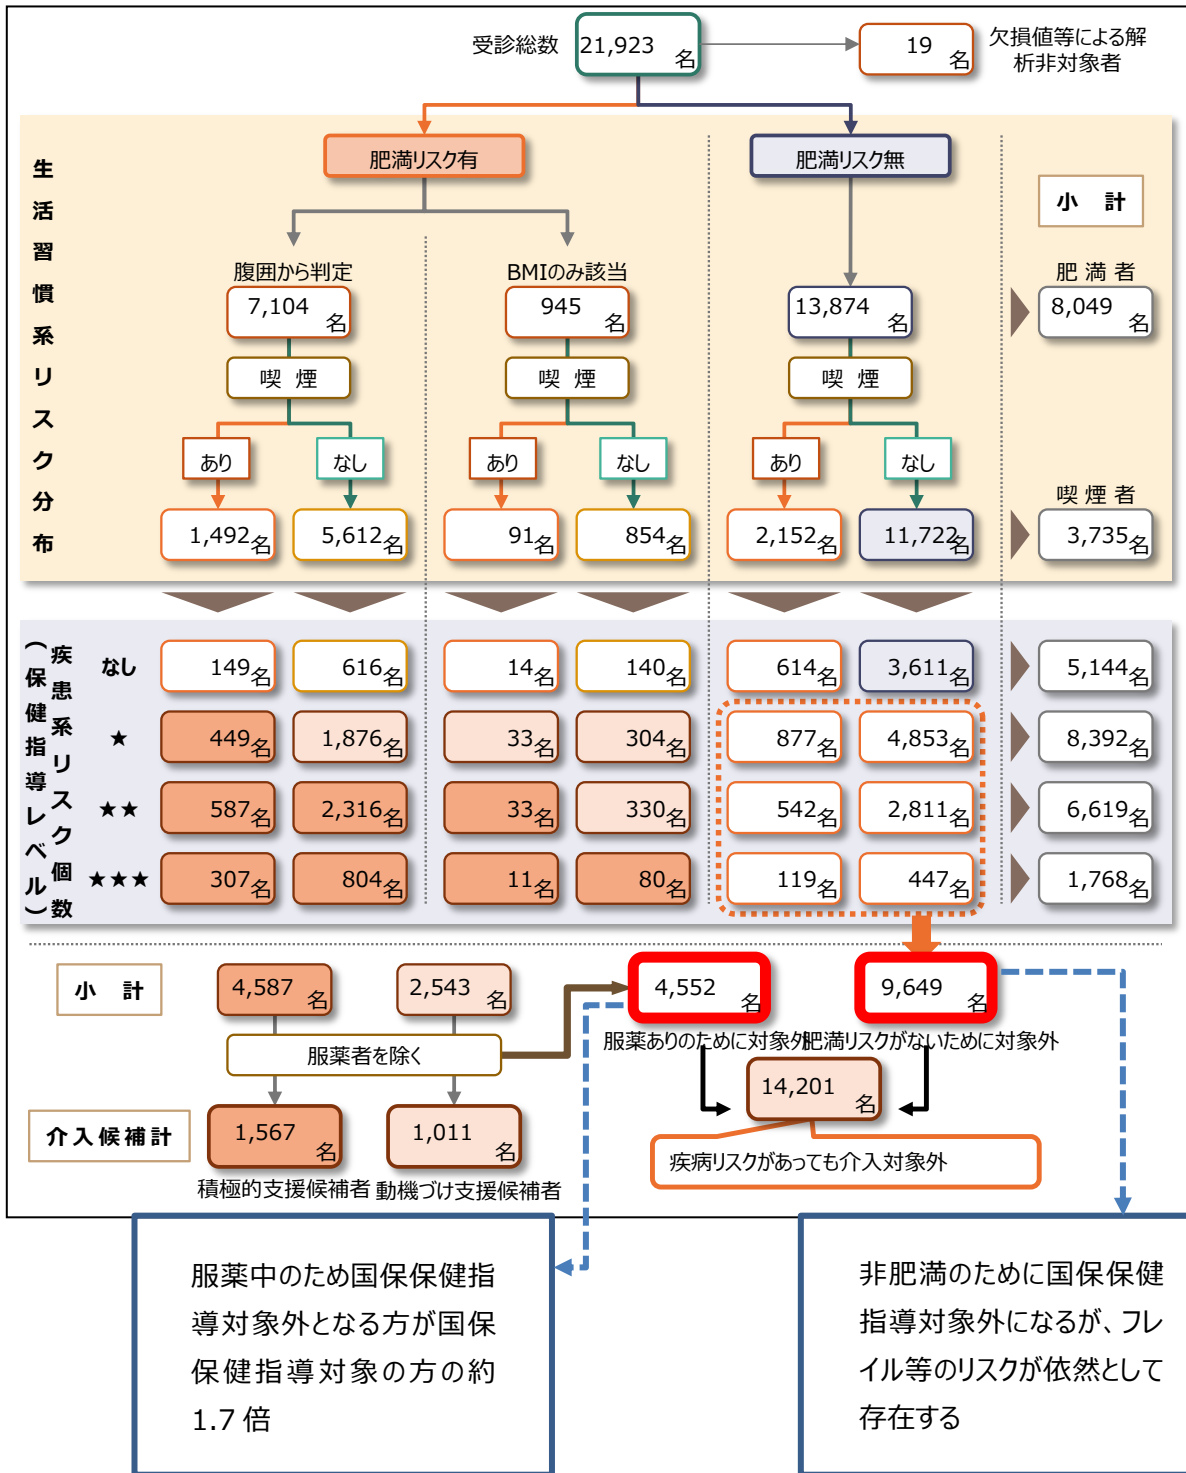 受診総数 21,923 名 19 名 欠損値等による解
析非対象者
生活習慣系リスク分布
肥満リスク有 肥満リスク無
小 計
腹囲から判定 BMIのみ該当 肥 満 者
7,104 名 945 名 13,874 名 8,049 名
喫 煙 喫 煙 喫 煙
あり なし あり なし あり なし
喫 煙 者
1,492名 5,612名 91名 854名 2,152名 11,722名 3,735名
疾患系リスク個数
(保健指導レベル)
なし 149名 616名 14名 140名 614名 3,611名 5,144名
★ 449名 1,876名 33名 304名 877名 4,853名 8,392名
★★ 587名 2,316名 33名 330名 542名 2,811名 6,619名
★★★ 307名 804名 11名 80名 119名 447名 1,768名
小 計 4,587 名 2,543 名 4,552 名 9,649 名
服薬者を除く 服薬ありのために対象外 肥満リスクがないために対象外
14,201 名
介入候補計 1,567 名 1,011 名
疾病リスクがあっても介入対象外
積極的支援候補者 動機づけ支援候補者
服薬中のため国保保健指
導対象外となる方が国保
保健指導対象の方の約
1.7 倍
非肥満のために国保保健
指導対象外になるが、フレ
イル等のリスクが依然として
存在する